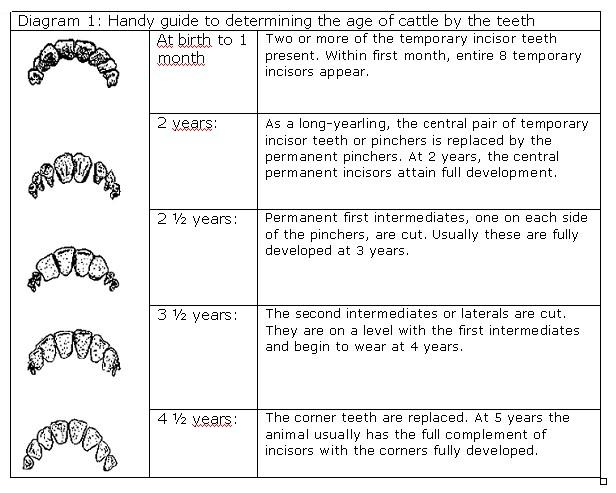 Diagram 1: Handy guide to determining the age of cattle by the teeth
At birth to 1
month
Two or more of the temporary incisor teeth
present. Within first month, entire 8 temporary
incisors appear.
2 years:
As a long-yearling, the central pair of temporary
incisor teeth or pinchers is replaced by the
permanent pinchers. At 2 years, the central
permanent incisors attain full development.
2 ½ years:
Permanent first intermediates, one on each side
of the pinchers, are cut. Usually these are fully
developed at 3 years.
3 ½ years:
The second intermediates or laterals are cut.
They are on a level with the first intermediates
and begin to wear at 4 years.
4 ½ years:
The corner teeth are replaced. At 5 years the
animal usually has the full complement of
incisors with the corners fully developed.